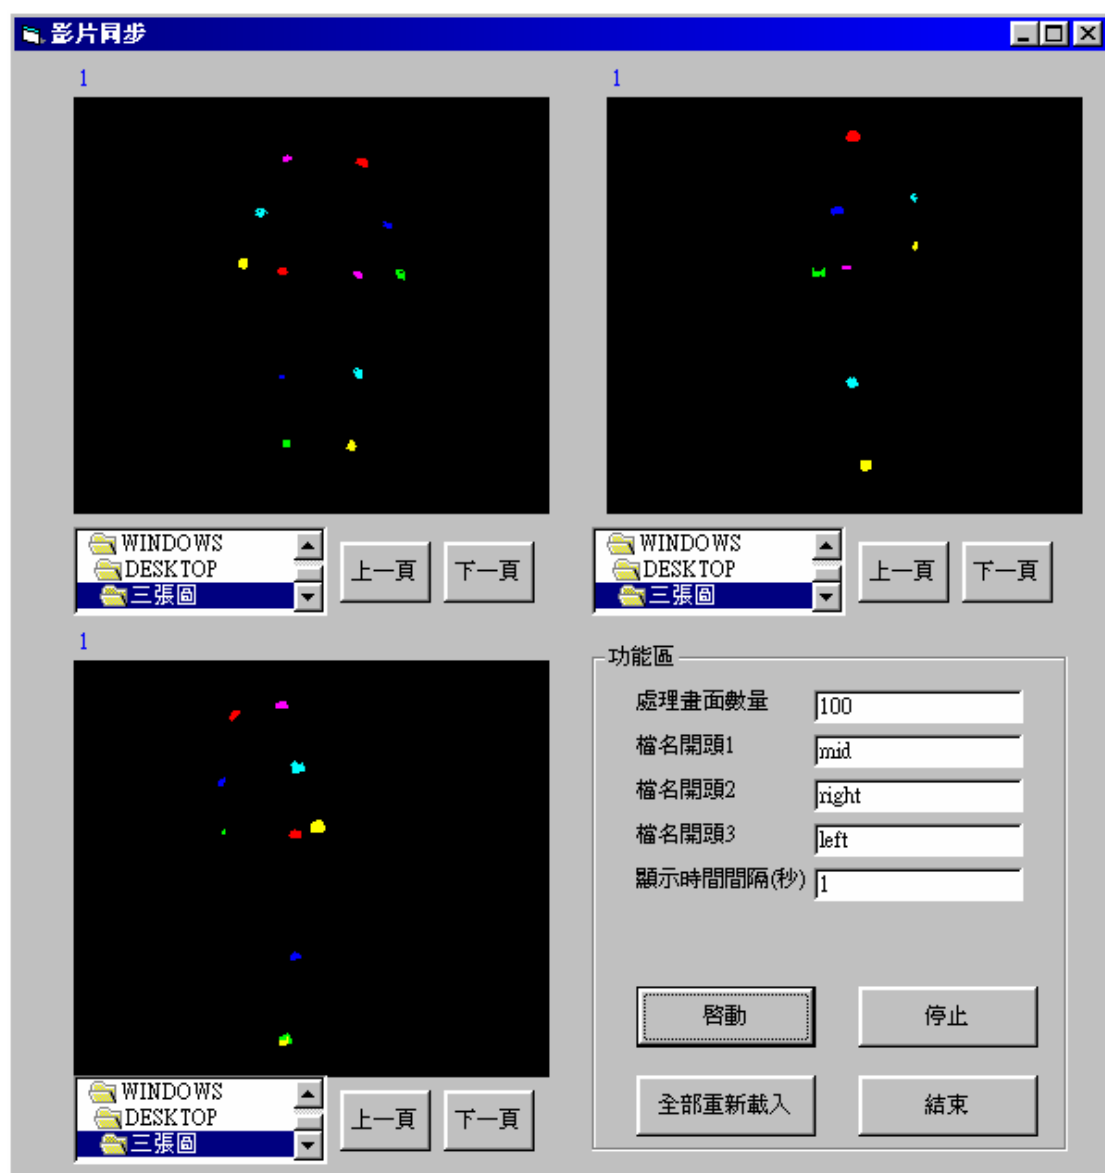 影片同步
1
1
WINDOWS
DESKTOP
三張圖
上一頁
下一頁
WINDOWS
DESKTOP
三張圖
上一頁
下一頁
1
WINDOWS
DESKTOP
三張圖
上一頁
下一頁
功能區
處理畫面數量
100
檔名開頭1
mid
檔名開頭2
right
檔名開頭3
left
顯示時間間隔(秒)
1
啟動
停止
全部重新載入
結束